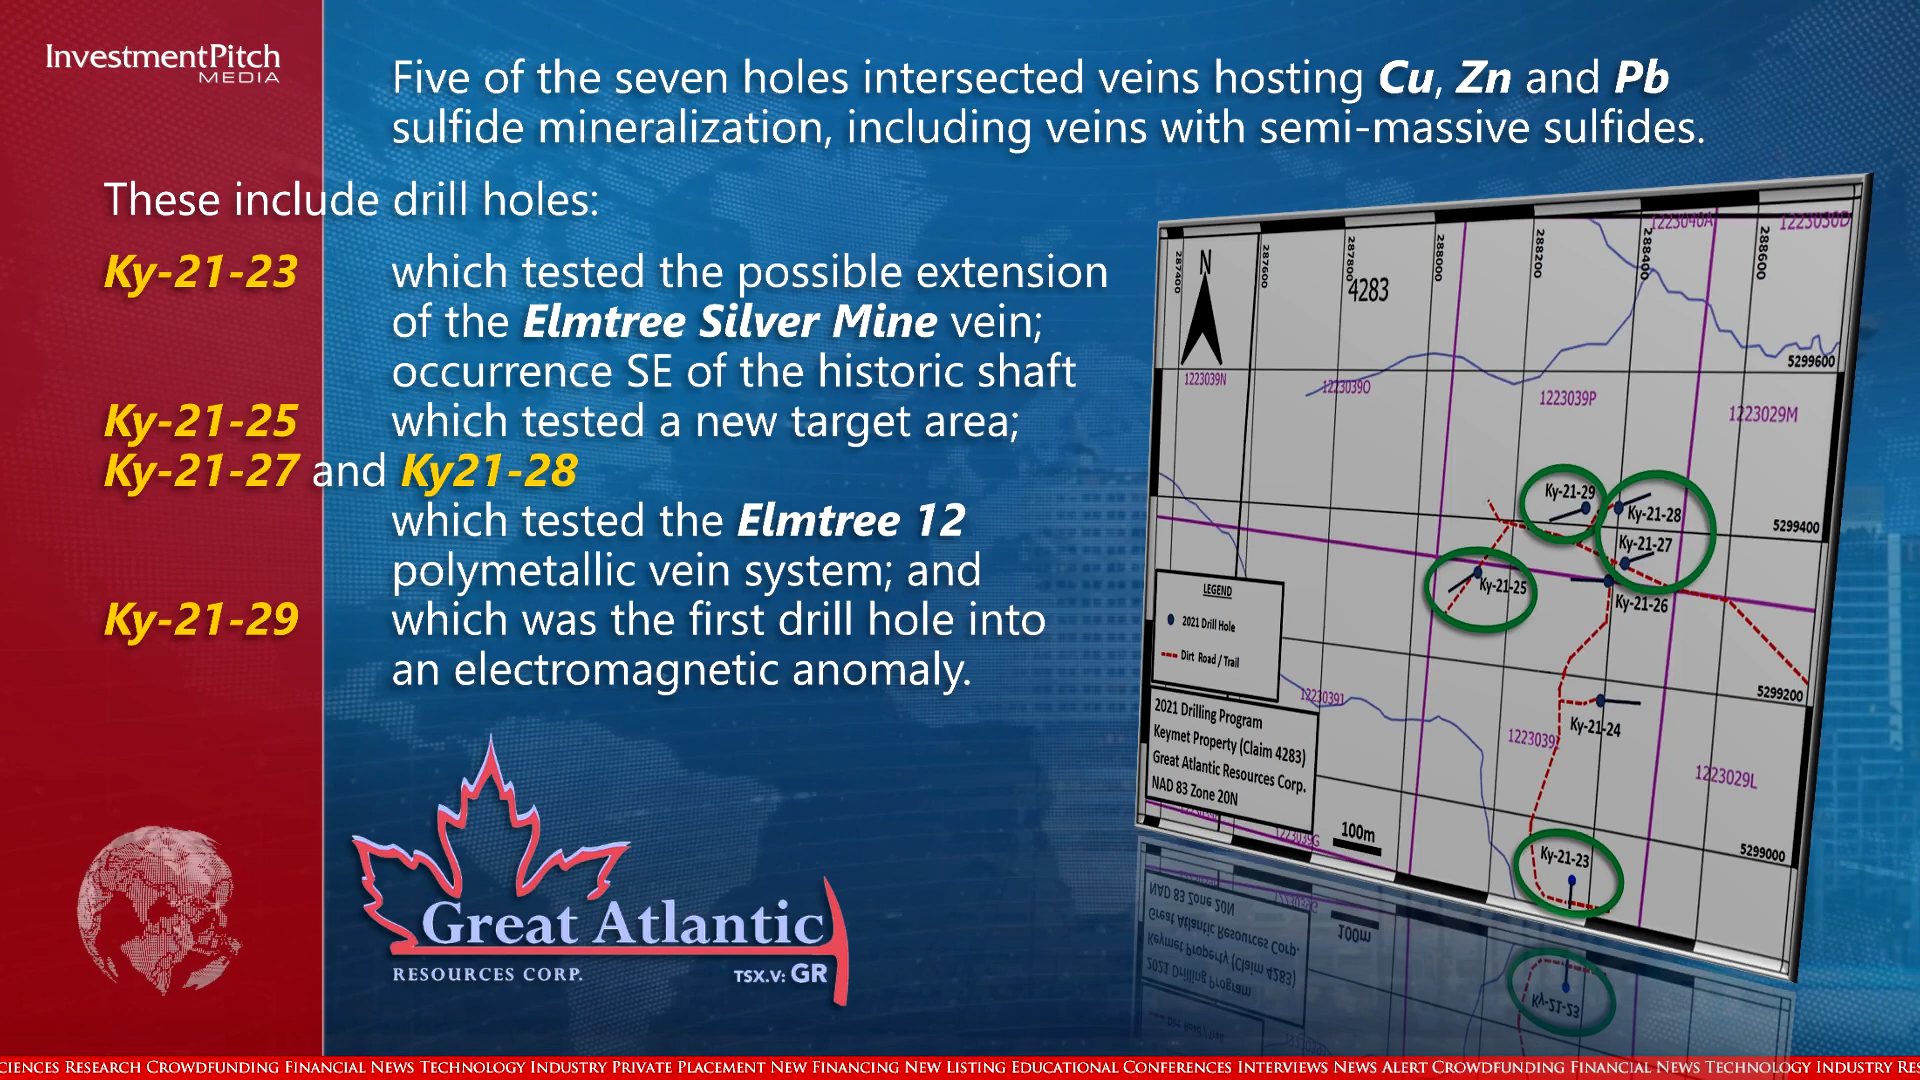 InvestmentPitch
MEDIA
Five of the seven holes intersected veins hosting Cu, Zn and Pb
sulfide mineralization, including veins with semi-massive sulfides.
These include drill holes:
Ky-21-23 which tested the possible extension
of the Elmtree Silver Mine vein;
occurrence SE of the historic shaft
Ky-21-25 which tested a new target area;
Ky-21-27 and Ky21-28
which tested the Elmtree 12
polymetallic vein system; and
Ky-21-29 which was the first drill hole into
an electromagnetic anomaly.
Great Atlantic
RESOURCES CORP. TSX.V: GR
N
287400
287600
287800
288000
288200
288400
288600
4283
1223040A
1223030D
5299600
1223039N
1223039O
1223039P
1223029M
Ky-21-29
Ky-21-28
5299400
Ky-21-27
Ky-21-25
Ky-21-26
LEGEND
2021 Drill Hole
Dirt Road / Trail
5299200
Ky-21-24
1223039
1223029L
2021 Drilling Program
Keymet Property (Claim 4283)
Great Atlantic Resources Corp.
NAD 83 Zone 20N
1223039G
100m
5299000
Ky-21-23
CIENCES RESEARCH CROWDFUNDING FINANCIAL NEWS TECHNOLOGY INDUSTRY PRIVATE PLACEMENT NEW FINANCING NEW LISTING EDUCATIONAL CONFERENCES INTERVIEWS NEWS ALERT CROWDFUNDING FINANCIAL NEWS TECHNOLOGY INDUSTRY RES